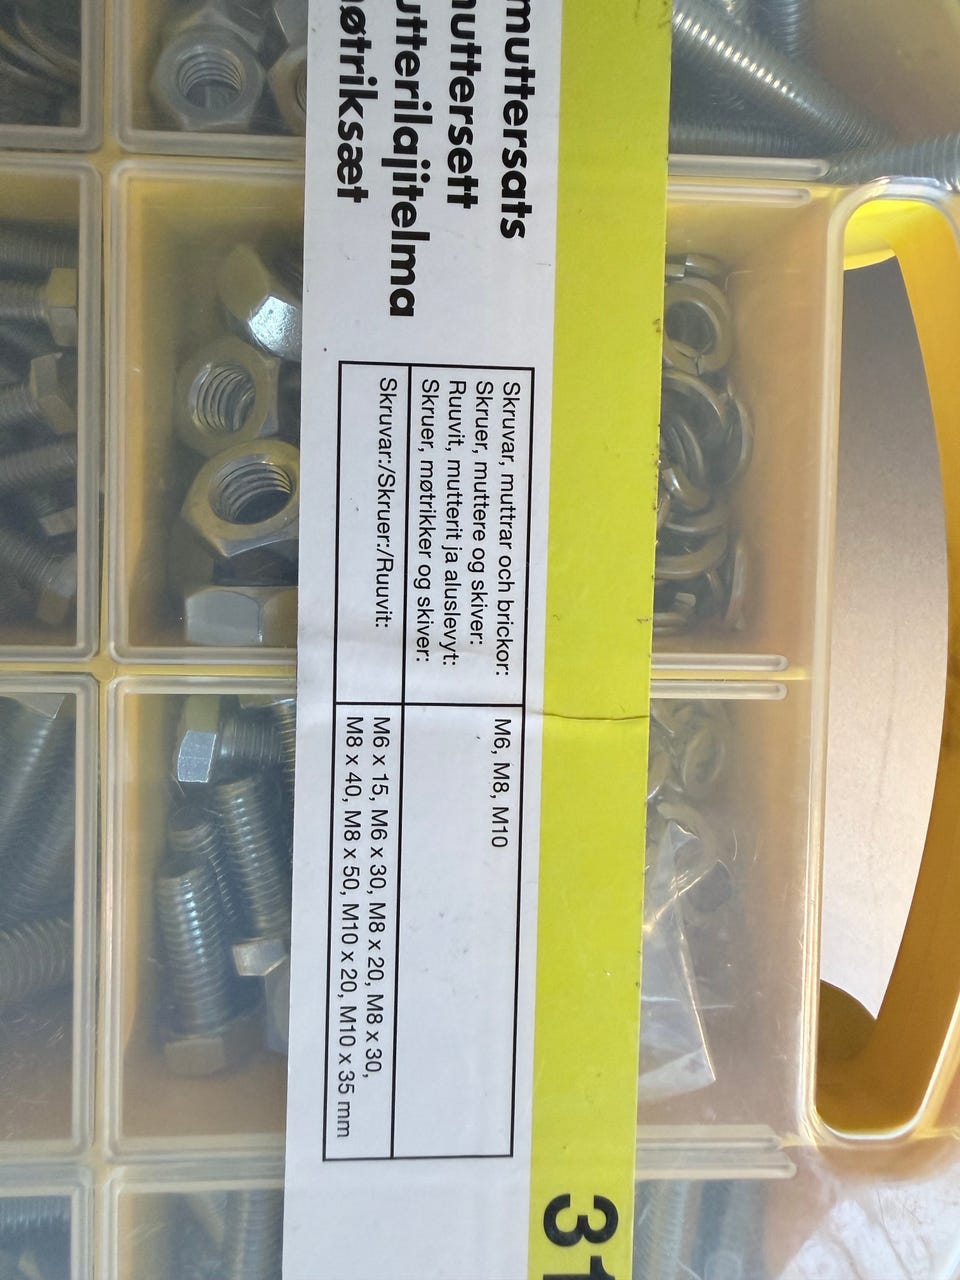 muttersats
muttersett
utterilajitelma
møtriksæt
Skruvar, muttrar och brickor:
Skruer, muttere og skiver:
Ruuvit, mutterit ja aluslevyt:
Skruer, møtrikker og skiver:
M6, M8, M10
Skruvar:/Skruer:/Ruuvit:
M6 x 15, M6 x 30, M8 x 20, M8 x 30,
M8 x 40, M8 x 50, M10 x 20, M10 x 35 mm
31